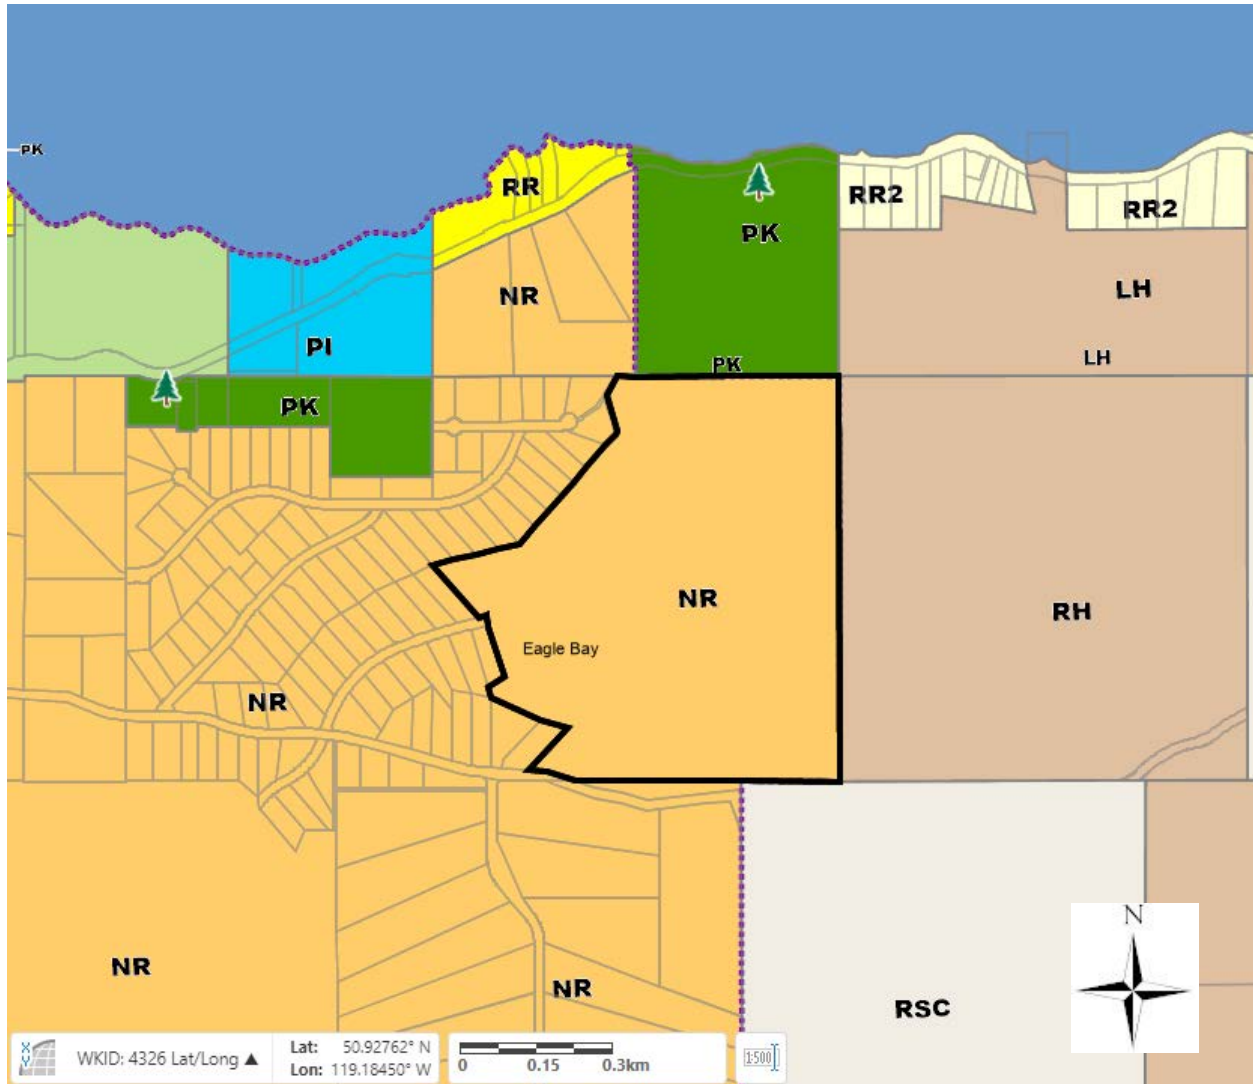 PK
RR
RR2
RR2
PK
NR
LH
PI
PK
LH
PK
NR
RH
Eagle Bay
NR
N
NR
NR
RSC
XY
WKID: 4326 Lat/Long ▲
Lat: 50.92762° N
Lon: 119.18450° W
0 0.15 0.3km
1:500